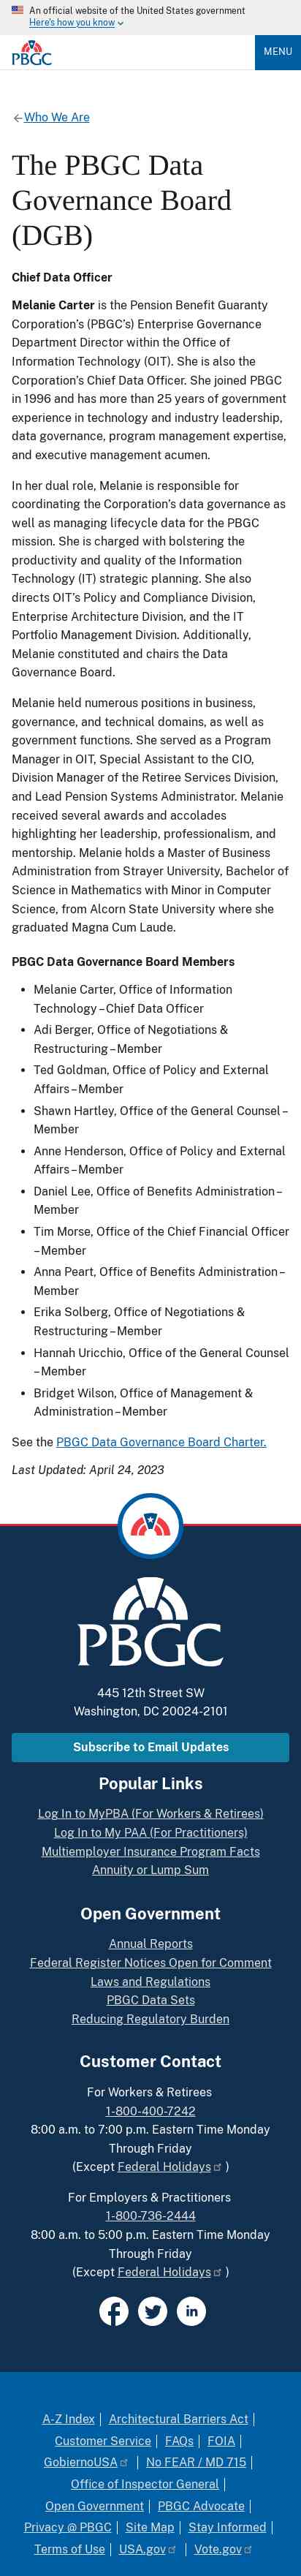 An official website of the United States government
Here's how you know
PBGC
MENU
Who We Are
The PBGC Data
Governance Board
(DGB)
Chief Data Officer
Melanie Carter is the Pension Benefit Guaranty
Corporation's (PBGC's) Enterprise Governance
Department Director within the Office of
Information Technology (OIT). She is also the
Corporation's Chief Data Officer. She joined PBGC
in 1996 and has more than 25 years of government
experience in technology and industry leadership,
data governance, program management expertise,
and executive management acumen.
In her dual role, Melanie is responsible for
coordinating the Corporation's data governance as
well as managing lifecycle data for the PBGC
mission. She is charged with bolstering the
productivity and quality of the Information
Technology (IT) strategic planning. She also
directs OIT's Policy and Compliance Division,
Enterprise Architecture Division, and the IT
Portfolio Management Division. Additionally,
Melanie constituted and chairs the Data
Governance Board.
Melanie held numerous positions in business,
governance, and technical domains, as well as
government functions. She served as a Program
Manager in OIT, Special Assistant to the CIO,
Division Manager of the Retiree Services Division,
and Lead Pension Systems Administrator. Melanie
received several awards and accolades
highlighting her leadership, professionalism, and
mentorship. Melanie holds a Master of Business
Administration from Strayer University, Bachelor of
Science in Mathematics with Minor in Computer
Science, from Alcorn State University where she
graduated Magna Cum Laude.
PBGC Data Governance Board Members
• Melanie Carter, Office of Information
Technology – Chief Data Officer
• Adi Berger, Office of Negotiations &
Restructuring – Member
• Ted Goldman, Office of Policy and External
Affairs – Member
• Shawn Hartley, Office of the General Counsel –
Member
• Anne Henderson, Office of Policy and External
Affairs – Member
• Daniel Lee, Office of Benefits Administration –
Member
• Tim Morse, Office of the Chief Financial Officer
– Member
• Anna Peart, Office of Benefits Administration –
Member
• Erika Solberg, Office of Negotiations &
Restructuring – Member
• Hannah Uricchio, Office of the General Counsel
– Member
• Bridget Wilson, Office of Management &
Administration – Member
See the PBGC Data Governance Board Charter.
Last Updated: April 24, 2023
PBGC
445 12th Street SW
Washington, DC 20024-2101
Subscribe to Email Updates
Popular Links
Log In to MyPBA (For Workers & Retirees)
Log In to My PAA (For Practitioners)
Multiemployer Insurance Program Facts
Annuity or Lump Sum
Open Government
Annual Reports
Federal Register Notices Open for Comment
Laws and Regulations
PBGC Data Sets
Reducing Regulatory Burden
Customer Contact
For Workers & Retirees
1-800-400-7242
8:00 a.m. to 7:00 p.m. Eastern Time Monday
Through Friday
(Except Federal Holidays )
For Employers & Practitioners
1-800-736-2444
8:00 a.m. to 5:00 p.m. Eastern Time Monday
Through Friday
(Except Federal Holidays )
in
A-Z Index | Architectural Barriers Act |
Customer Service | FAQs | FOIA |
GobiernoUSA | No FEAR / MD 715 |
Office of Inspector General |
Open Government | PBGC Advocate |
Privacy @ PBGC | Site Map | Stay Informed |
Terms of Use | USA.gov | Vote.gov